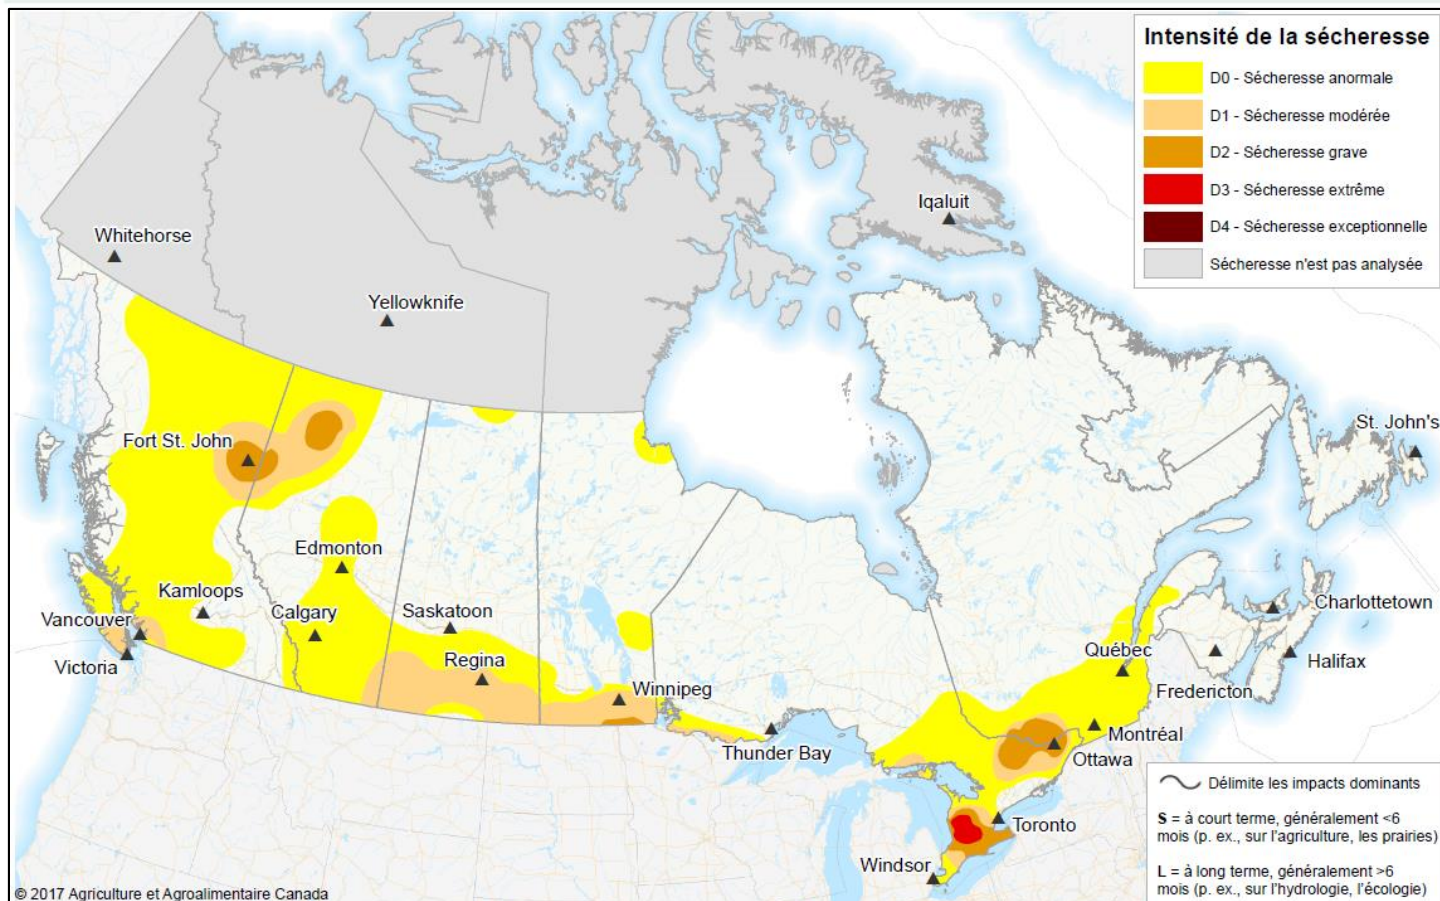 Intensité de la sécheresse
D0 - Sécheresse anormale
D1 - Sécheresse modérée
D2 - Sécheresse grave
D3 - Sécheresse extrême
D4 - Sécheresse exceptionnelle
Sécheresse n'est pas analysée
Iqaluit
Whitehorse
Yellowknife
St. John's
Fort St. John
Edmonton
Kamloops
Calgary
Saskatoon
Vancouver
Victoria
Regina
Winnipeg
Thunder Bay
Charlottetown
Québec
Halifax
Fredericton
Montréal
Ottawa
Toronto
Windsor
Délimite les impacts dominants
S = à court terme, généralement <6
mois (p. ex., sur l'agriculture, les prairies)
L = à long terme, généralement >6
mois (p. ex., sur l'hydrologie, l'écologie)
© 2017 Agriculture et Agroalimentaire Canada